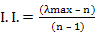 I. I. = (λmax − n) / (n − 1)